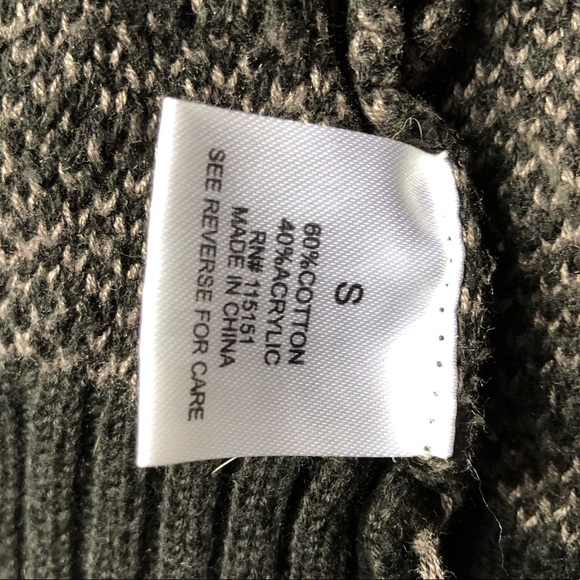 S
60%COTTON
40%ACRYLIC
RN# 115151
MADE IN CHINA
SEE REVERSE FOR CARE